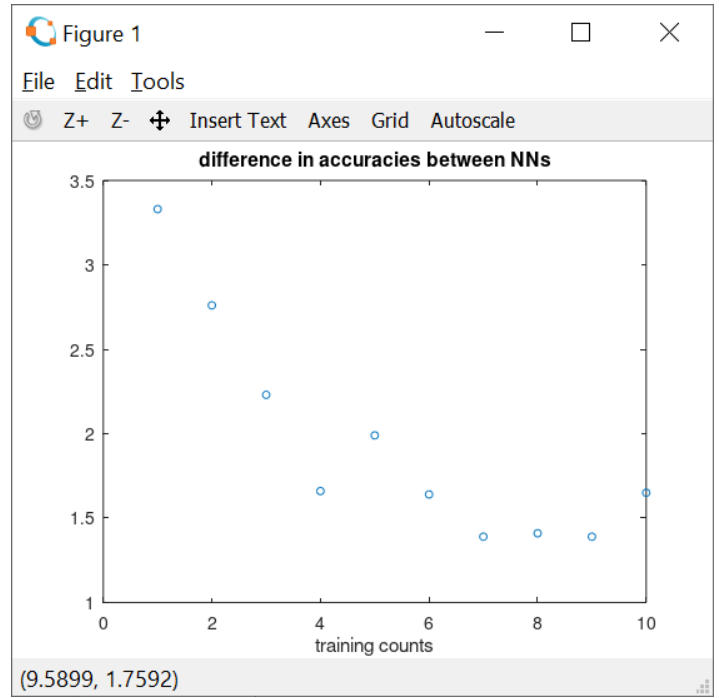 Figure 1
File Edit Tools
Z+ Z- Insert Text Axes Grid Autoscale
difference in accuracies between NNs
3.5
3
2.5
2
1.5
1
0 2 4 6 8 10
training counts
(9.5899, 1.7592)